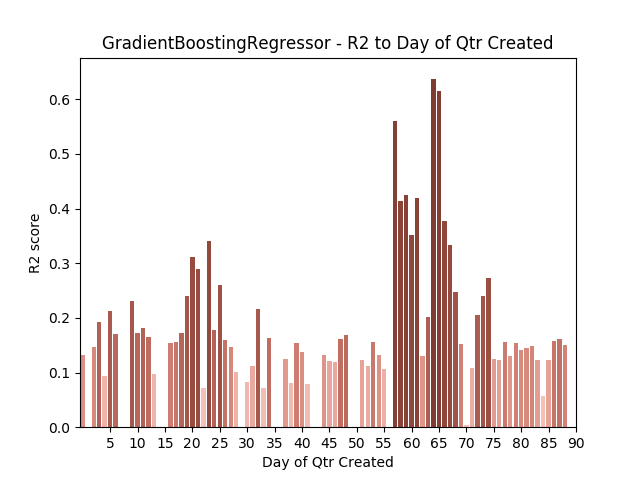 GradientBoostingRegressor - R2 to Day of Qtr Created
0.6
0.5
0.4
0.3
0.2
0.1
0.0
R2 score
5 10 15 20 25 30 35 40 45 50 55 60 65 70 75 80 85 90
Day of Qtr Created